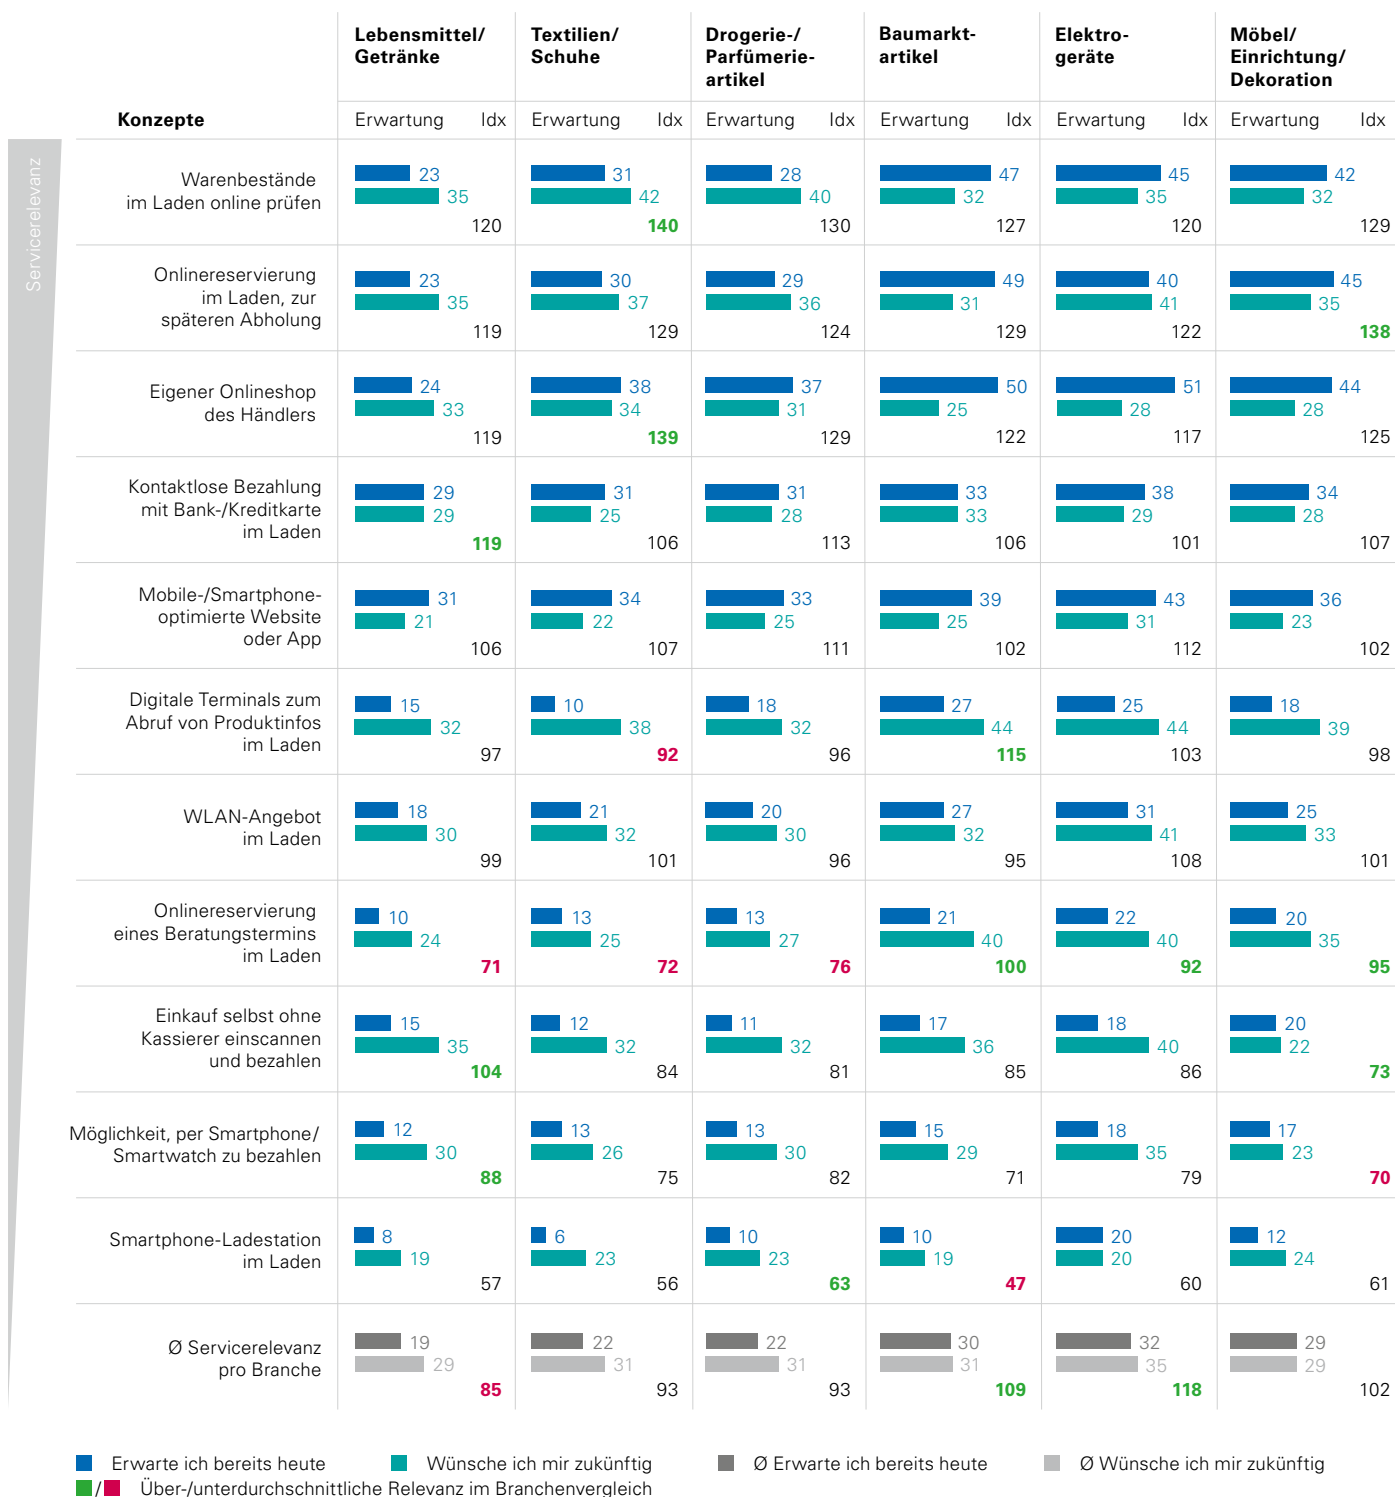 Lebensmittel/
Getränke
Textilien/
Schuhe
Drogerie-/
Parfümerie-
artikel
Baumarkt-
artikel
Elektro-
geräte
Möbel/
Einrichtung/
Dekoration
Konzepte
Erwartung Idx Erwartung Idx Erwartung Idx Erwartung Idx Erwartung Idx Erwartung Idx
Servicerelevanz
Warenbestände
im Laden online prüfen
23 31 28 47 45 42
35 42 40 32 35 32
120 140 130 127 120 129
Onlinereservierung
im Laden, zur
späteren Abholung
23 30 29 49 40 45
35 37 36 31 41 35
119 129 124 129 122 138
Eigener Onlineshop
des Händlers
24 38 37 50 51 44
33 34 31 25 28 28
119 139 129 122 117 125
Kontaktlose Bezahlung
mit Bank-/Kreditkarte
im Laden
29 31 31 33 38 34
29 25 28 33 29 28
119 106 113 106 101 107
Mobile-/Smartphone-
optimierte Website
oder App
31 34 33 39 43 36
21 22 25 25 31 23
106 107 111 102 112 102
Digitale Terminals zum
Abruf von Produktinfos
im Laden
15 10 18 27 25 18
32 38 32 44 44 39
97 92 96 115 103 98
WLAN-Angebot
im Laden
18 21 20 27 31 25
30 32 30 32 41 33
99 101 96 95 108 101
Onlinereservierung
eines Beratungstermins
im Laden
10 13 13 21 22 20
24 25 27 40 40 35
71 72 76 100 92 95
Einkauf selbst ohne
Kassierer einscannen
und bezahlen
15 12 11 17 18 20
35 32 32 36 40 22
104 84 81 85 86 73
Möglichkeit, per Smartphone/
Smartwatch zu bezahlen
12 13 13 15 18 17
30 26 30 29 35 23
88 75 82 71 79 70
Smartphone-Ladestation
im Laden
8 6 10 10 20 12
19 23 23 19 20 24
57 56 63 47 60 61
Ø Servicerelevanz
pro Branche
19 22 22 30 32 29
29 31 31 31 35 29
85 93 93 109 118 102
Erwarte ich bereits heute Wünsche ich mir zukünftig Ø Erwarte ich bereits heute Ø Wünsche ich mir zukünftig
/ Über-/unterdurchschnittliche Relevanz im Branchenvergleich